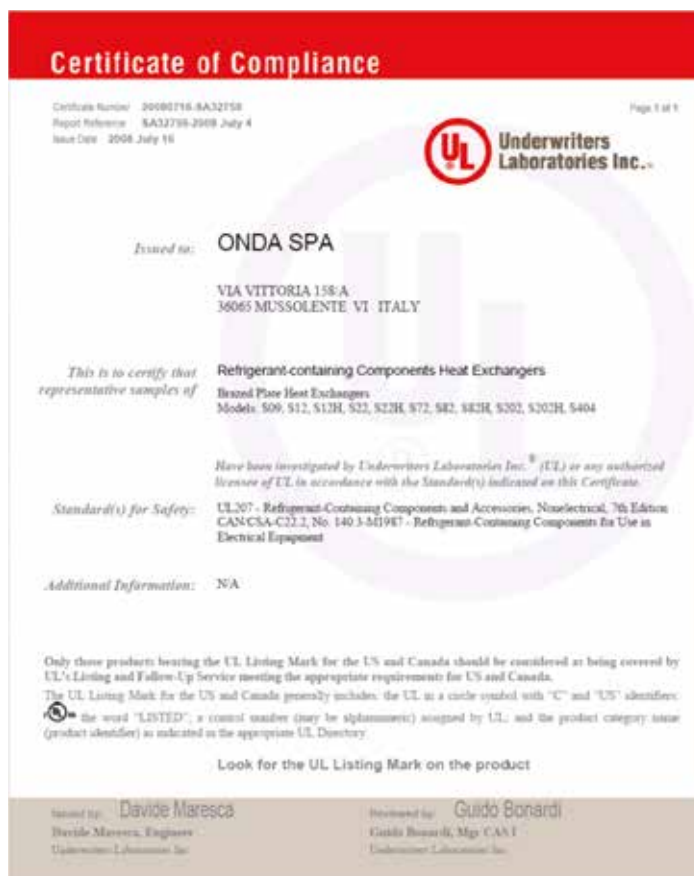 Certificate of Compliance
Certificate Number 20080716-SA32758
Report Reference SA32758-2008 July 4
Issue Date 2008 July 16
Page 1 of 1
UL
Underwriters
Laboratories Inc.
Issued to: ONDA SPA
VIA VITTORIA 158/A
36065 MUSSOLENTE VI ITALY
This is to certify that
representative samples of
Refrigerant-containing Components Heat Exchangers
Brazed Plate Heat Exchangers
Models: S09, S12, S12H, S22, S22H, S72, S82, S82H, S202, S202H, S404
Have been investigated by Underwriters Laboratories Inc.® (UL) or any authorized
licensee of UL in accordance with the Standard(s) indicated on this Certificate.
Standard(s) for Safety: UL207 - Refrigerant-Containing Components and Accessories, Nonelectrical, 7th Edition
CAN/CSA-C22.2, No. 140.3-M1987 - Refrigerant-Containing Components for Use in
Electrical Equipment
Additional Information: N/A
Only those products bearing the UL Listing Mark for the US and Canada should be considered as being covered by
UL's Listing and Follow-Up Service meeting the appropriate requirements for US and Canada.
The UL Listing Mark for the US and Canada generally includes: the UL in a circle symbol with "C" and "US" identifiers:
the word "LISTED"; a control number (may be alphanumeric) assigned by UL; and the product category name
(product identifier) as indicated in the appropriate UL Directory.
Look for the UL Listing Mark on the product
Issued by: Davide Maresca
Davide Maresca, Engineer
Underwriters Laboratories Inc.
Reviewed by: Guido Bonardi
Guido Bonardi, Mgr CAS I
Underwriters Laboratories Inc.